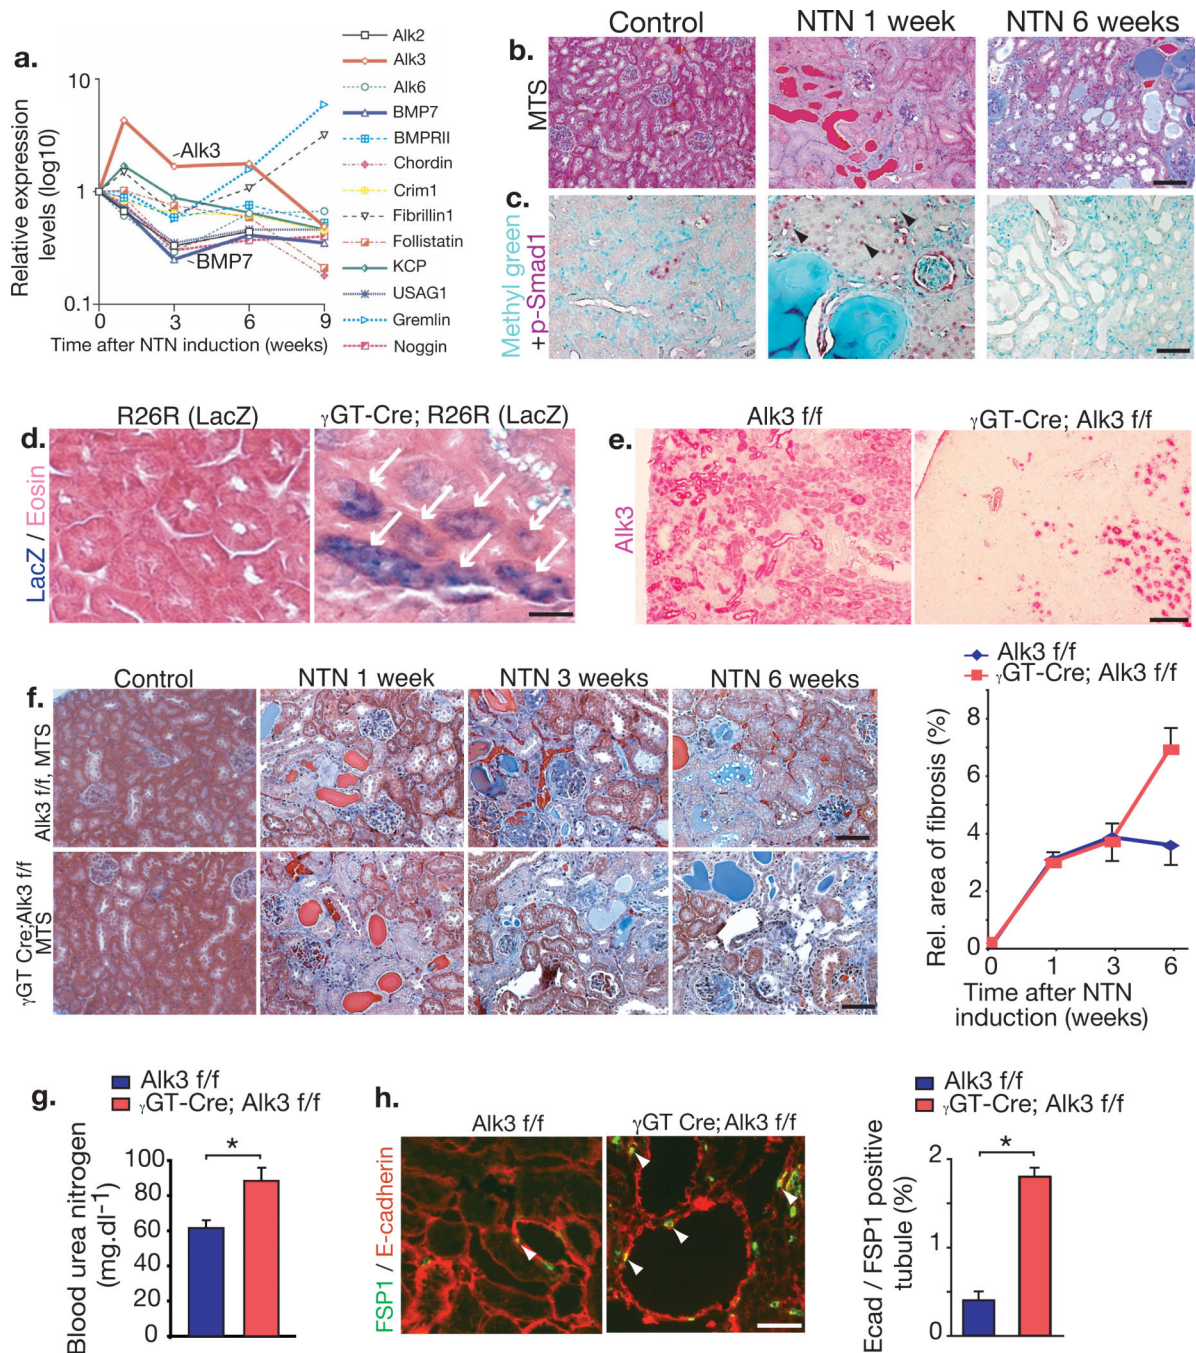 a.
Relative expression
levels (log10)
10
1
0.1
0
3
6
9
Time after NTN induction (weeks)
Alk3
BMP7
Alk2
Alk3
Alk6
BMP7
BMPRII
Chordin
Crim1
Fibrillin1
Follistatin
KCP
USAG1
Gremlin
Noggin
Control
NTN 1 week
NTN 6 weeks
b.
MTS
c.
Methyl green
+ p-Smad1
R26R (LacZ)
γGT-Cre; R26R (LacZ)
d.
LacZ / Eosin
Alk3 f/f
γGT-Cre; Alk3 f/f
e.
Alk3
f.
Control
NTN 1 week
NTN 3 weeks
NTN 6 weeks
Alk3 f/f, MTS
γGT Cre;Alk3 f/f
MTS
Alk3 f/f
γGT-Cre; Alk3 f/f
Rel. area of fibrosis (%)
8
6
4
2
0
0
1
3
6
Time after NTN
induction (weeks)
g.
Alk3 f/f
γGT-Cre; Alk3 f/f
Blood urea nitrogen
(mg.dl⁻¹)
100
80
60
40
20
0
*
h.
Alk3 f/f
γGT Cre; Alk3 f/f
FSP1 / E-cadherin
Alk3 f/f
γGT-Cre; Alk3 f/f
Ecad / FSP1 positive
tubule (%)
2
1
0
*